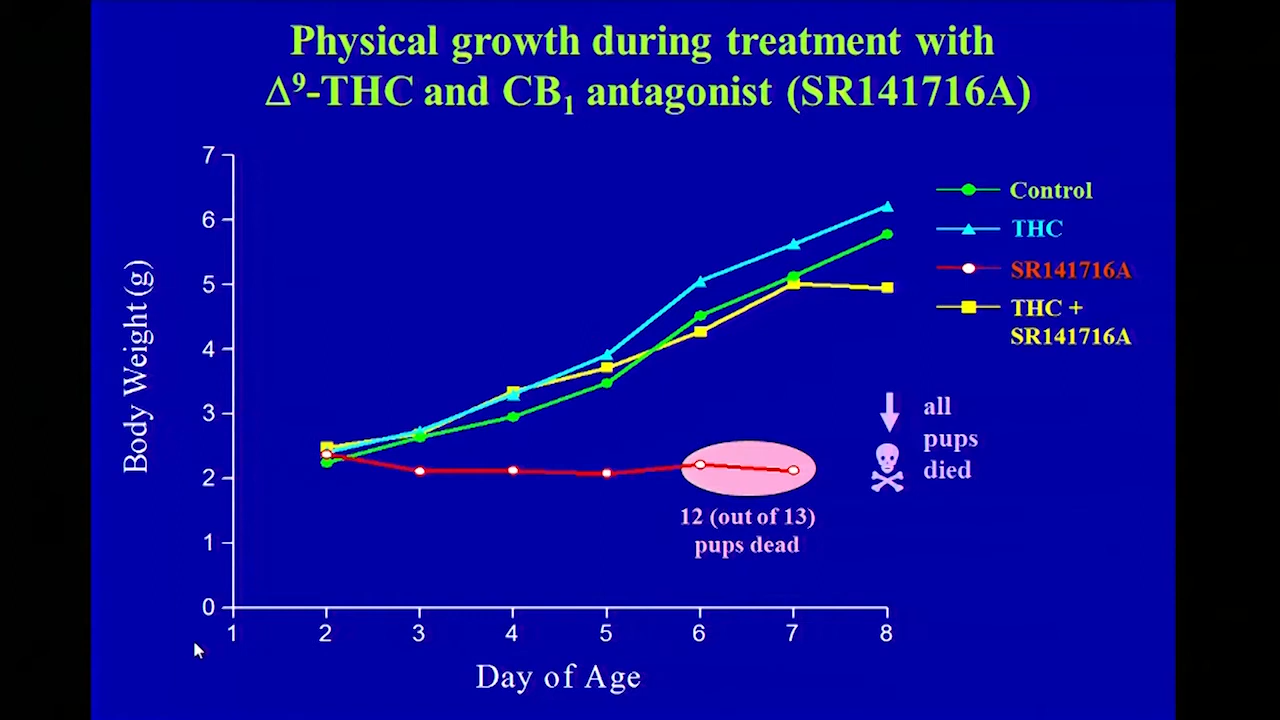 Physical growth during treatment with
Δ⁹-THC and CB₁ antagonist (SR141716A)
7
6
5
4
3
2
1
0
Body Weight (g)
1 2 3 4 5 6 7 8
Day of Age
Control
THC
SR141716A
THC +
SR141716A
all
pups
died
12 (out of 13)
pups dead